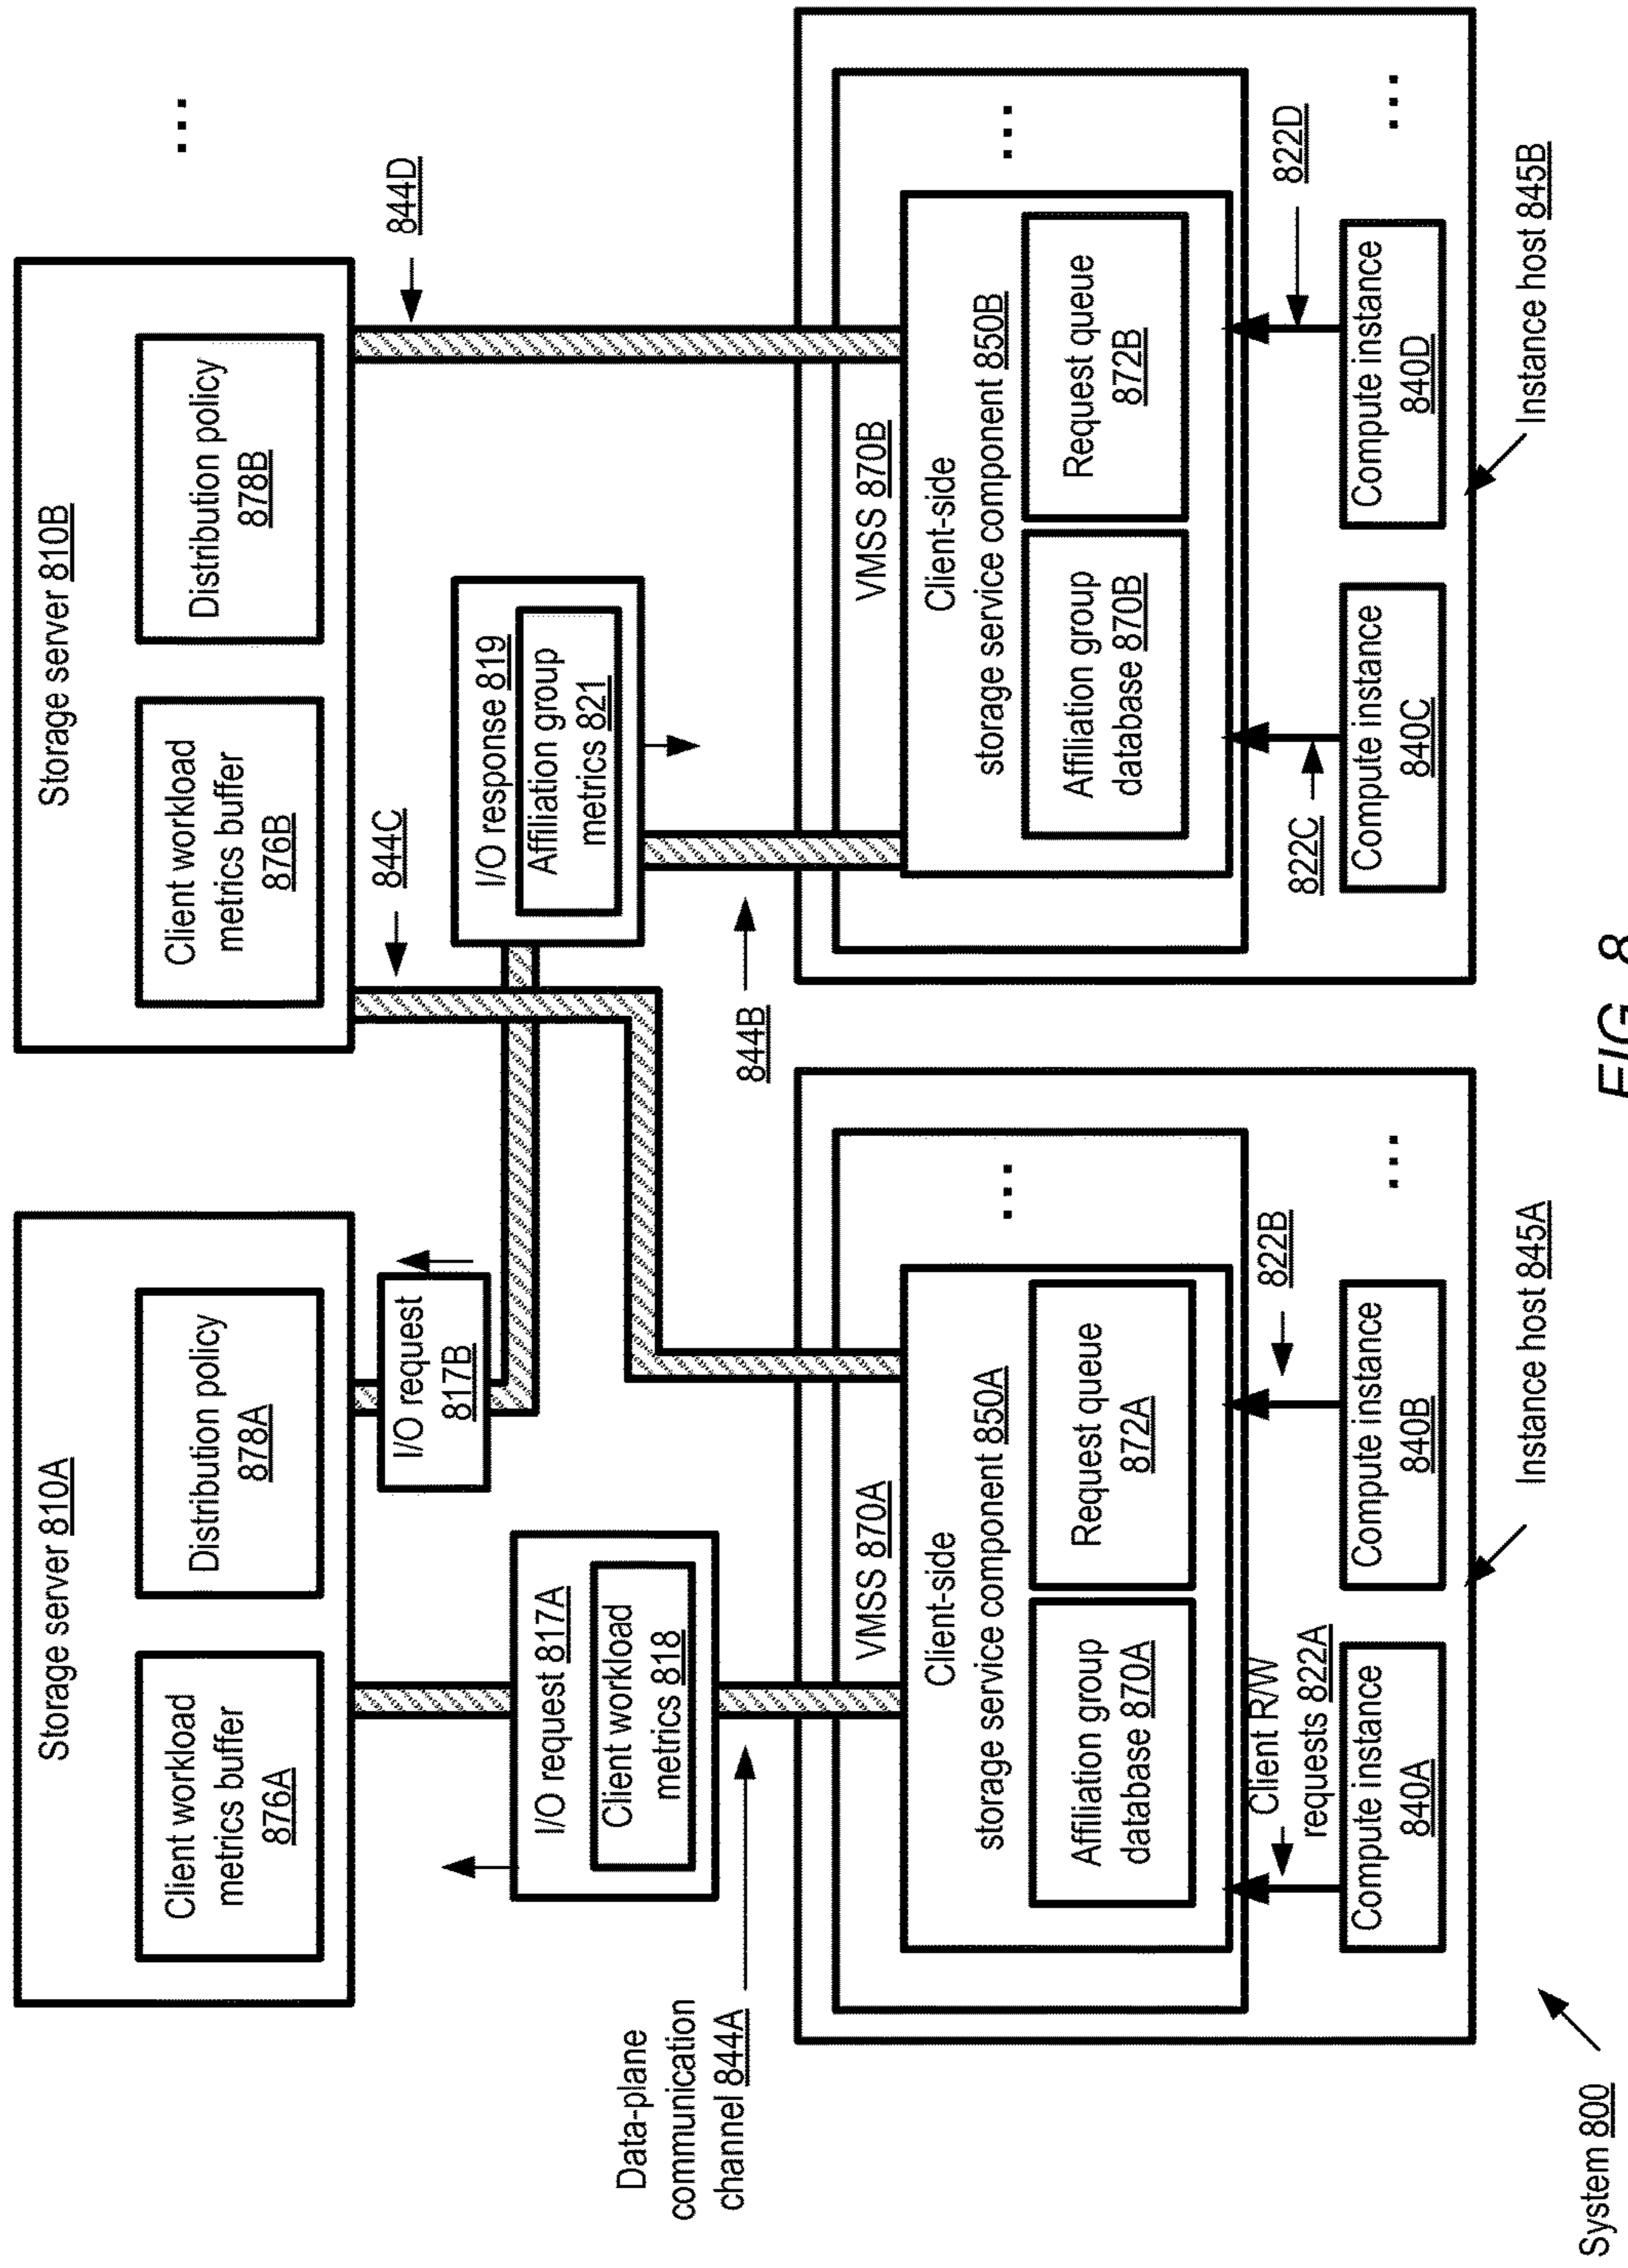 Storage server 810A
Client workload
metrics buffer
876A
Distribution policy
878A
Storage server 810B
Client workload
metrics buffer
876B
Distribution policy
878B
...
I/O request
817B
844C
844D
I/O request 817A
Client workload
metrics 818
I/O response 819
Affiliation group
metrics 821
Data-plane
communication
channel 844A
844B
VMSS 870A
Client-side
storage service component 850A
Affiliation group
database 870A
Request queue
872A
...
Client R/W
requests 822A
822B
Compute instance
840A
Compute instance
840B
...
Instance host 845A
VMSS 870B
Client-side
storage service component 850B
Affiliation group
database 870B
Request queue
872B
...
822C
822D
Compute instance
840C
Compute instance
840D
...
Instance host 845B
System 800
FIG. 8